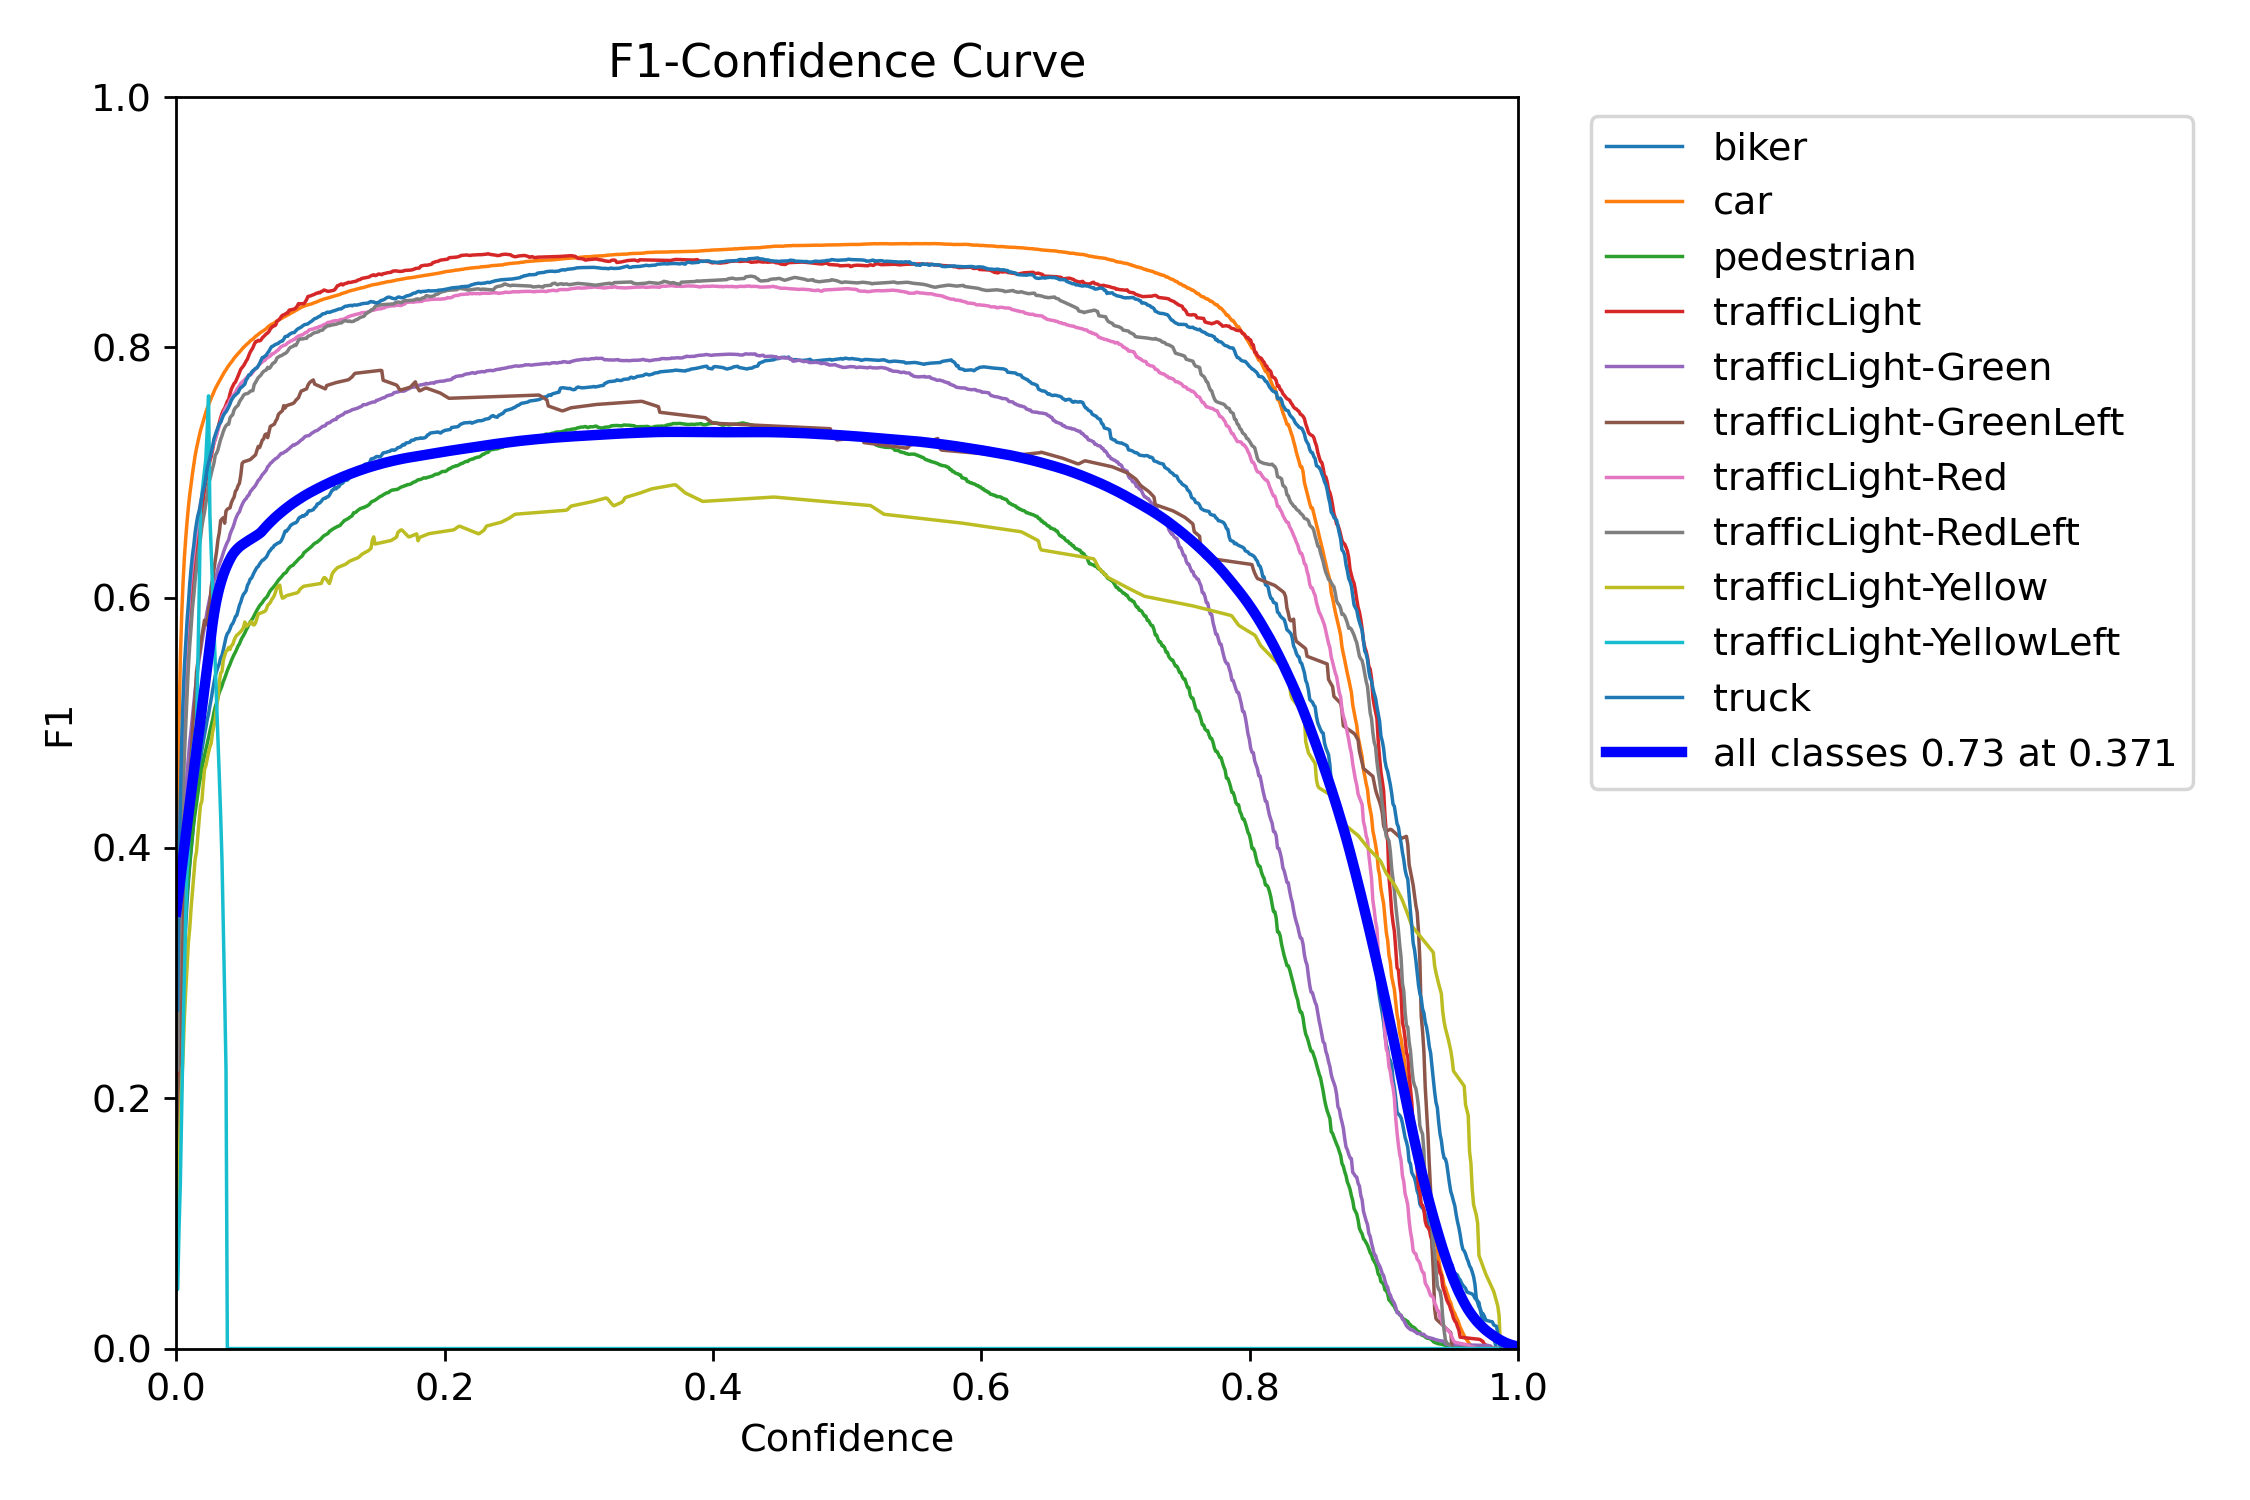 F1-Confidence Curve
1.0
0.8
0.6
0.4
0.2
0.0
F1
0.0 0.2 0.4 0.6 0.8 1.0
Confidence
biker
car
pedestrian
trafficLight
trafficLight-Green
trafficLight-GreenLeft
trafficLight-Red
trafficLight-RedLeft
trafficLight-Yellow
trafficLight-YellowLeft
truck
all classes 0.73 at 0.371